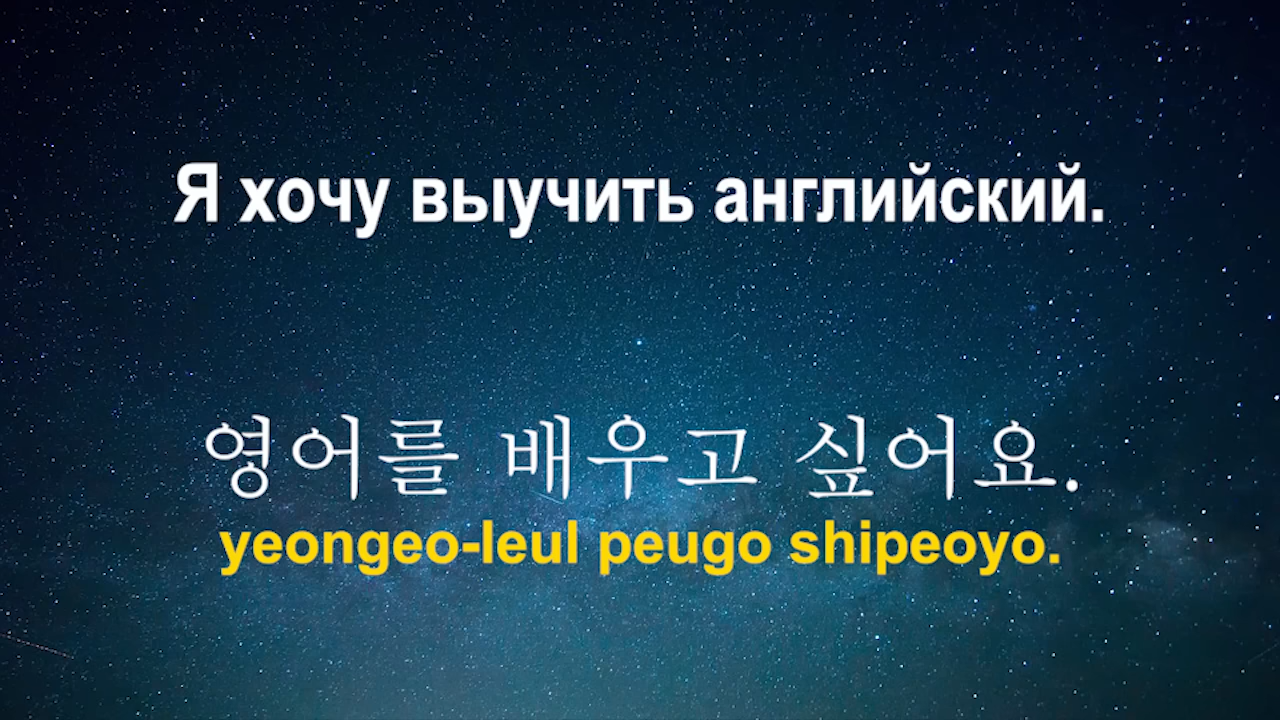 Я хочу выучить английский.
영어를 배우고 싶어요.
yeongeo-leul peugo shipeoyo.